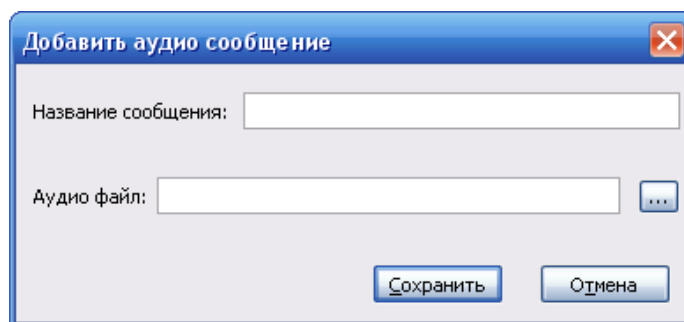 Добавить аудио сообщение
Название сообщения:
Аудио файл: ...
Сохранить Отмена